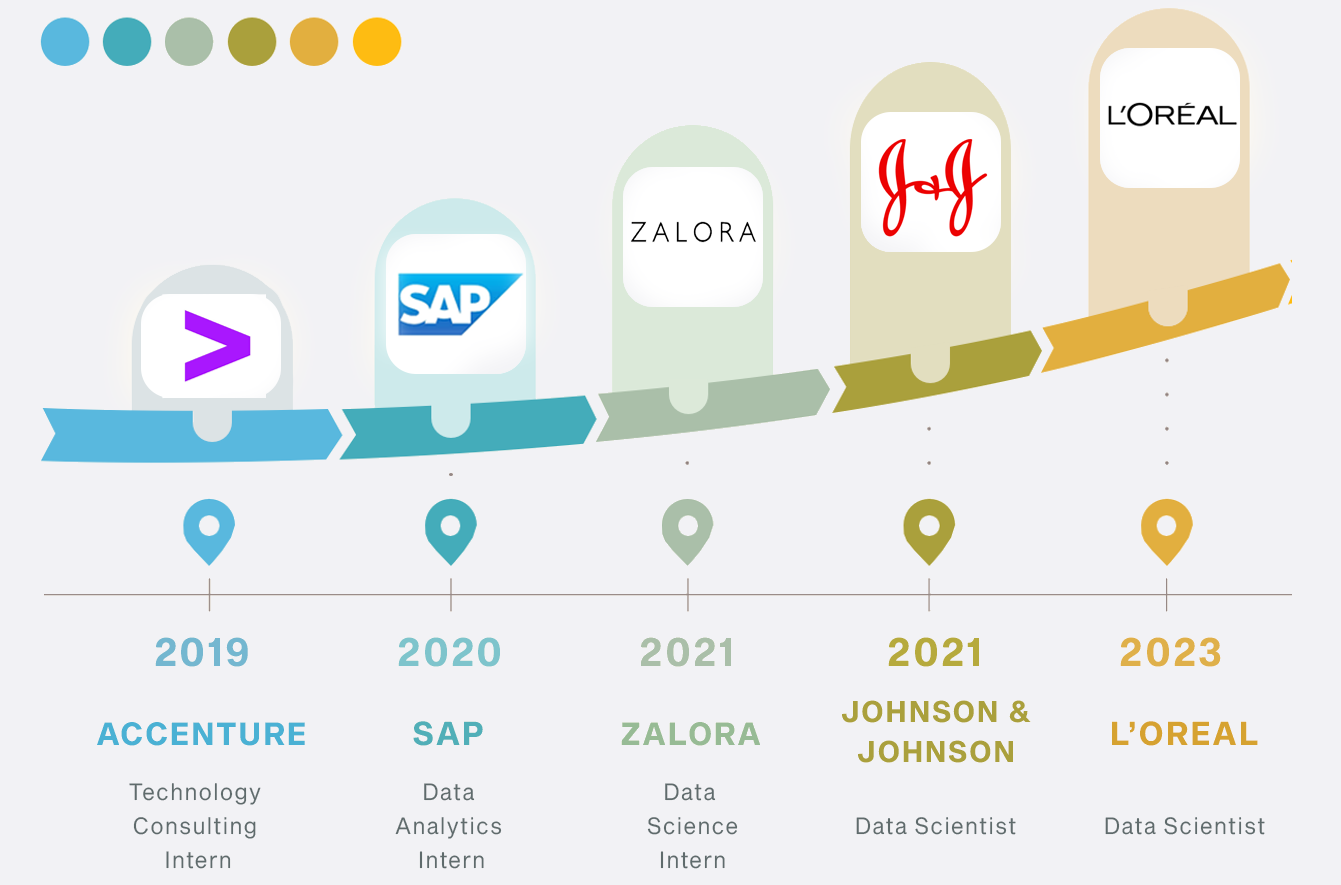 L'ORÉAL
J&J
ZALORA
SAP
2019
2020
2021
2021
2023
ACCENTURE
SAP
ZALORA
JOHNSON &
JOHNSON
L’OREAL
Technology
Consulting
Intern
Data
Analytics
Intern
Data
Science
Intern
Data Scientist
Data Scientist